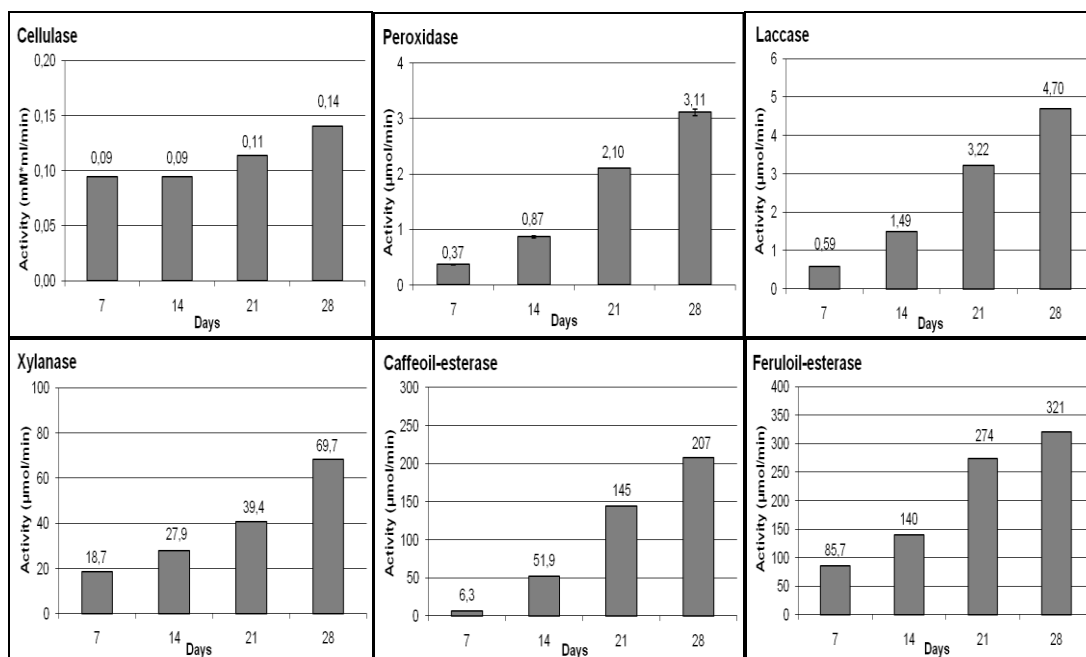 Cellulase
Activity (mM*ml/min)
0,20
0,15
0,10
0,05
0,00
0,09
0,09
0,11
0,14
7 14 21 28
Days
Peroxidase
Activity (µmol/min)
4
3
2
1
0
0,37
0,87
2,10
3,11
7 14 21 28
Days
Laccase
Activity (µmol/min)
6
5
4
3
2
1
0
0,59
1,49
3,22
4,70
7 14 21 28
Days
Xylanase
Activity (µmol/min)
100
80
60
40
20
0
18,7
27,9
39,4
69,7
7 14 21 28
Days
Caffeoil-esterase
Activity (µmol/min)
300
250
200
150
100
50
0
6,3
51,9
145
207
7 14 21 28
Days
Feruloil-esterase
Activity (µmol/min)
400
350
300
250
200
150
100
50
0
85,7
140
274
321
7 14 21 28
Days